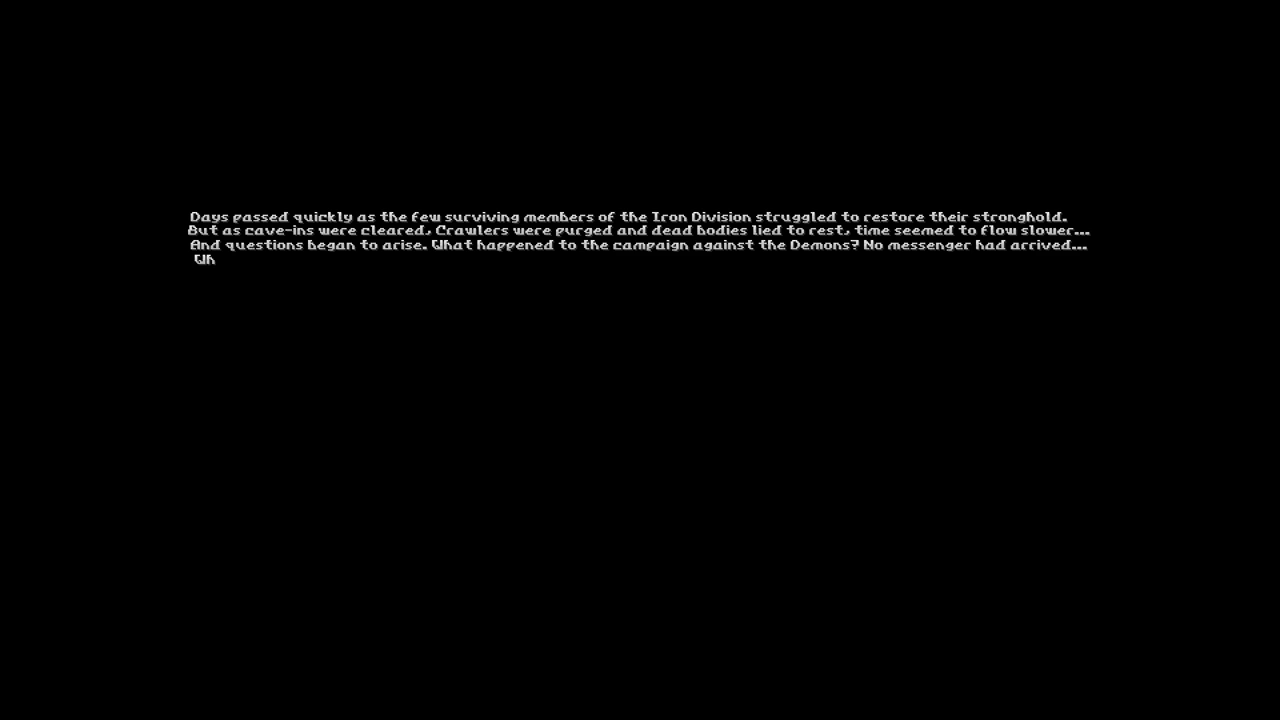 Days passed quickly as the few surviving members of the Iron Division struggled to restore their stronghold.
But as cave-ins were cleared, Crawlers were purged and dead bodies lied to rest, time seemed to flow slower...
And questions began to arise. What happened to the campaign against the Demons? No messenger had arrived...
Wh